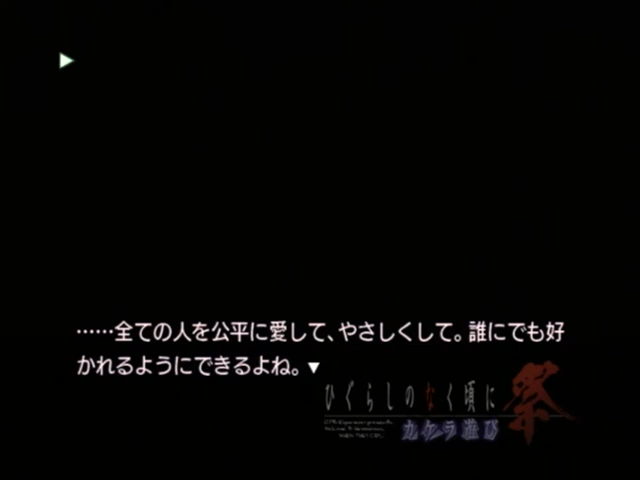 ……全ての人を公平に愛して、やさしくして。誰にでも好
かれるようにできるよね。▼
ひぐらしのなく頃に 祭
カケラ遊び